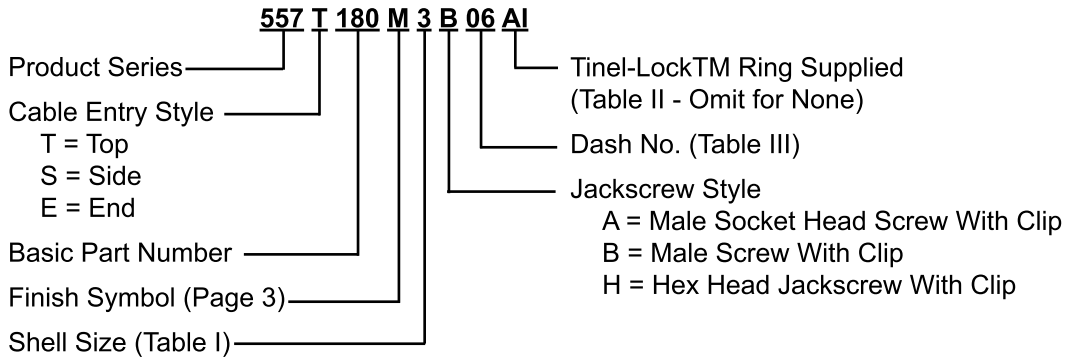 557 T 180 M 3 B 06 AI
Product Series
Cable Entry Style
T = Top
S = Side
E = End
Basic Part Number
Finish Symbol (Page 3)
Shell Size (Table I)
Tinel-LockTM Ring Supplied
(Table II - Omit for None)
Dash No. (Table III)
Jackscrew Style
A = Male Socket Head Screw With Clip
B = Male Screw With Clip
H = Hex Head Jackscrew With Clip